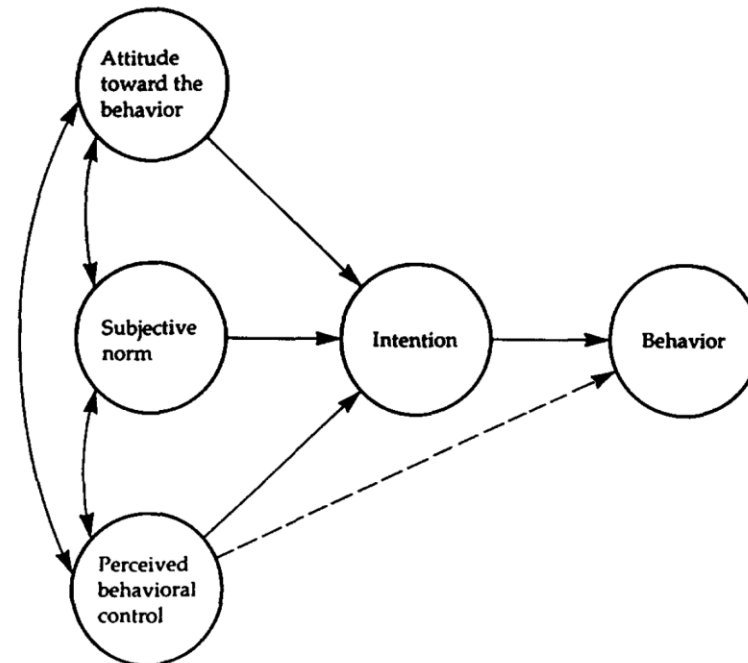 Attitude
toward the
behavior
Subjective
norm
Intention
Behavior
Perceived
behavioral
control